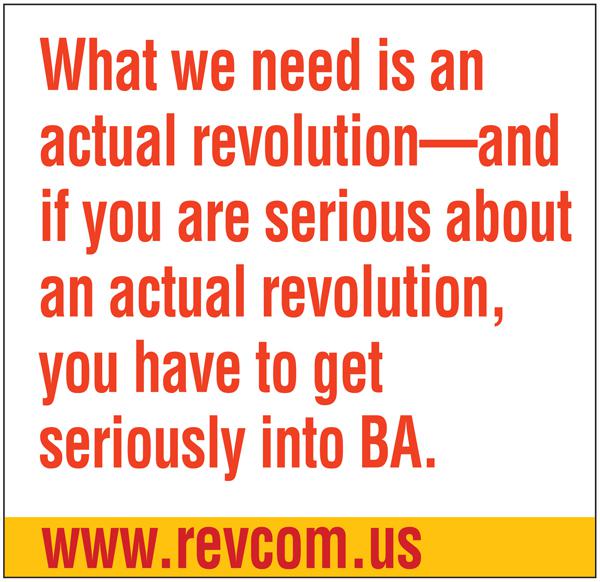 What we need is an
actual revolution—and
if you are serious about
an actual revolution,
you have to get
seriously into BA.
www.revcom.us